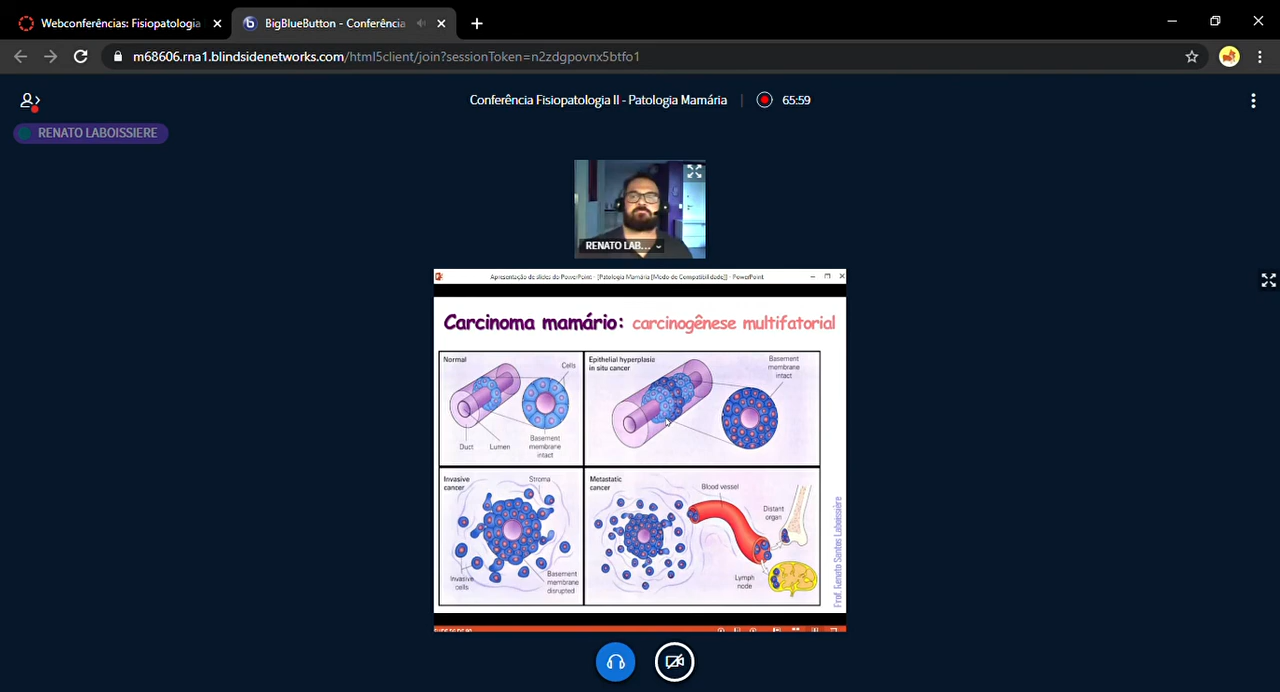 Webconferências: Fisiopatologia
BigBlueButton - Conferência
m68606.rna1.blindsidenetworks.com/html5client/join?sessionToken=n2zdgpovnx5btfo1
Conferência Fisiopatologia II - Patologia Mamária
65:59
RENATO LABOISSIERE
RENATO LAB...
Apresentação de slides do PowerPoint - [Patologia Mamária [Modo de Compatibilidade]] - PowerPoint
Carcinoma mamário: carcinogênese multifatorial
Normal
Cells
Duct
Lumen
Basement
membrane
intact
Epithelial hyperplasia
in situ cancer
Basement
membrane
intact
Invasive
cancer
Stroma
Invasive
cells
Basement
membrane
disrupted
Metastatic
cancer
Blood vessel
Distant
organ
Lymph
node
Prof. Renato Santos Laboissière